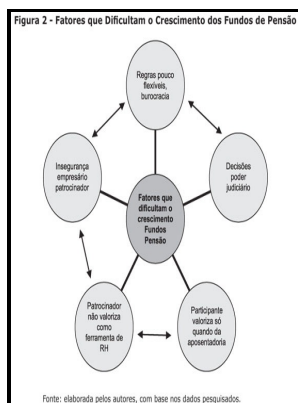 Figura 2 - Fatores que Dificultam o Crescimento dos Fundos de Pensão
Regras pouco
flexíveis,
burocracia
Insegurança
empresário
patrocinador
Decisões
poder
judiciário
Fatores que
dificultam o
crescimento
Fundos
Pensão
Patrocinador
não valoriza
como
ferramenta de
RH
Participante
valoriza só
quando da
aposentadoria
Fonte: elaborada pelos autores, com base nos dados pesquisados.